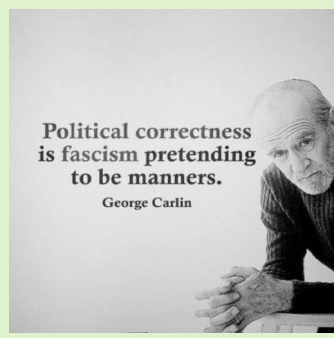 Political correctness
is fascism pretending
to be manners.
George Carlin